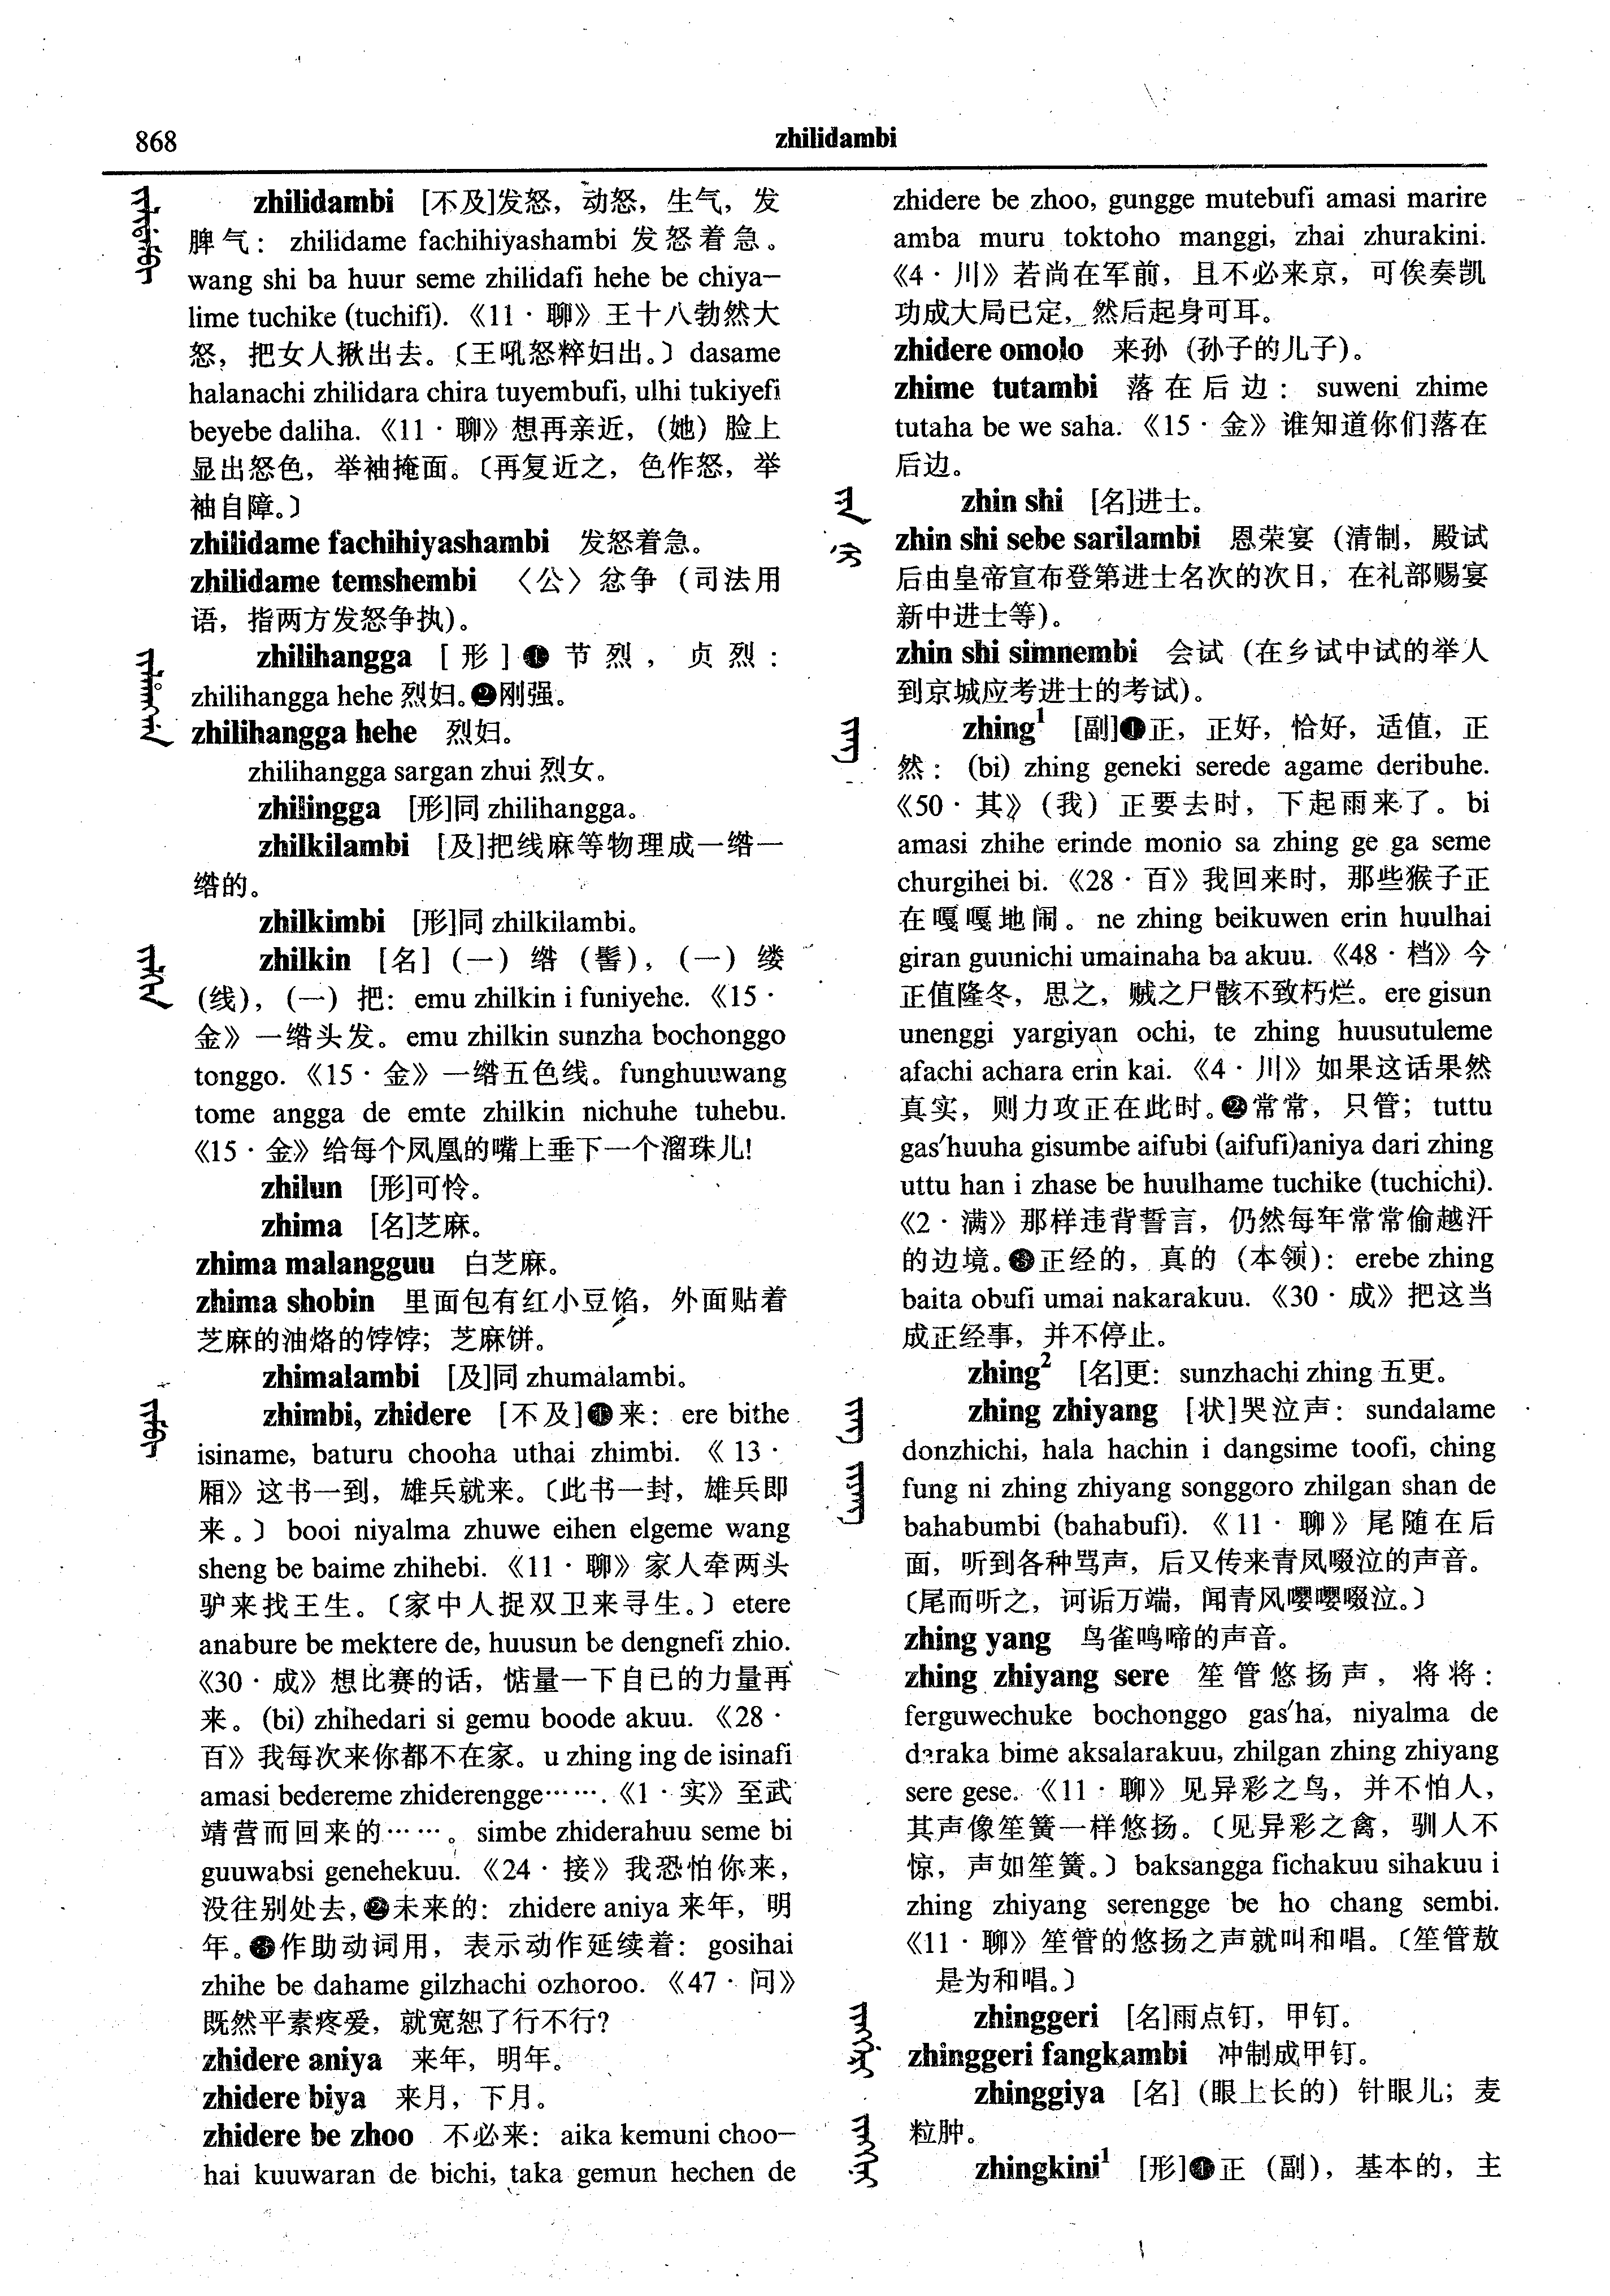 868
zhilidambi
zhilidambi [不及]发怒，动怒，生气，发
脾气：zhilidame fachihiyashambi 发怒着急。
wang shi ba huur seme zhilidafi hehe be chiya-
lime tuchike (tuchifi). 《11·聊》王十八勃然大
怒，把女人揪出去。〔王吼怒粹妇出。〕dasame
halanachi zhilidara chira tuyembufi, ulhi tukiyefi
beyebe daliha. 《11·聊》想再亲近，(她) 脸上
显出怒色，举袖掩面。〔再复近之，色作怒，举
袖自障。〕
zhilidame fachihiyashambi 发怒着急。
zhilidame temshembi 〈公〉忿争 (司法用
语，指两方发怒争执)。
zhilihangga [形]❶节烈，贞烈：
zhilihangga hehe 烈妇。❷刚强。
zhilihangga hehe 烈妇。
zhilihangga sargan zhui 烈女。
zhilingga [形]同 zhilihangga。
zhilkilambi [及]把线麻等物理成一绺一
绺的。
zhilkimbi [形]同 zhilkilambi。
zhilkin [名] (一) 绺 (髻)，(一) 缕
(线)，(一) 把：emu zhilkin i funiyehe. 《15·
金》一绺头发。emu zhilkin sunzha bochonggo
tonggo. 《15·金》一绺五色线。funghuuwang
tome angga de emte zhilkin nichuhe tuhebu.
《15·金》给每个凤凰的嘴上垂下一个溜珠儿!
zhilun [形]可怜。
zhima [名]芝麻。
zhima malangguu 白芝麻。
zhima shobin 里面包有红小豆馅，外面贴着
芝麻的油烙的饽饽；芝麻饼。
zhimalambi [及]同 zhumalambi。
zhimbi, zhidere [不及]❶来：ere bithe
isiname, baturu chooha uthai zhimbi. 《13·
厢》这书一到，雄兵就来。〔此书一封，雄兵即
来。〕booi niyalma zhuwe eihen elgeme wang
sheng be baime zhihebi. 《11·聊》家人牵两头
驴来找王生。〔家中人捉双卫来寻生。〕etere
anabure be mektere de, huusun be dengnefi zhio.
《30·成》想比赛的话，惦量一下自已的力量再
来。(bi) zhihedari si gemu boode akuu. 《28·
百》我每次来你都不在家。u zhing ing de isinafi
amasi bedereme zhiderengge……. 《1·实》至武
靖营而回来的……。simbe zhiderahuu seme bi
guuwabsi genehekuu. 《24·接》我恐怕你来，
没往别处去，❷未来的：zhidere aniya 来年，明
年。❸作助动词用，表示动作延续着：gosihai
zhihe be dahame gilzhachi ozhoroo. 《47·问》
既然平素疼爱，就宽恕了行不行?
zhidere aniya 来年，明年。
zhidere biya 来月，下月。
zhidere be zhoo 不必来：aika kemuni choo-
hai kuuwaran de bichi, taka gemun hechen de
zhidere be zhoo, gungge mutebufi amasi marire
amba muru toktoho manggi, zhai zhurakini.
《4·川》若尚在军前，且不必来京，可俟奏凯
功成大局已定，然后起身可耳。
zhidere omolo 来孙 (孙子的儿子)。
zhime tutambi 落在后边：suweni zhime
tutaha be we saha. 《15·金》谁知道你们落在
后边。
zhin shi [名]进士。
zhin shi sebe sarilambi 恩荣宴 (清制，殿试
后由皇帝宣布登第进士名次的次日，在礼部赐宴
新中进士等)。
zhin shi simnembi 会试 (在乡试中试的举人
到京城应考进士的考试)。
zhing¹ [副]❶正，正好，恰好，适值，正
然：(bi) zhing geneki serede agame deribuhe.
《50·其》(我) 正要去时，下起雨来了。bi
amasi zhihe erinde monio sa zhing ge ga seme
churgihei bi. 《28·百》我回来时，那些猴子正
在嘎嘎地闹。ne zhing beikuwen erin huulhai
giran guunichi umainaha ba akuu. 《48·档》今
正值隆冬，思之，贼之尸骸不致朽烂。ere gisun
unenggi yargiyan ochi, te zhing huusutuleme
afachi achara erin kai. 《4·川》如果这话果然
真实，则力攻正在此时。❷常常，只管；tuttu
gas'huuha gisumbe aifubi (aifufi)aniya dari zhing
uttu han i zhase be huulhame tuchike (tuchichi).
《2·满》那样违背誓言，仍然每年常常偷越汗
的边境。❸正经的，真的 (本领)：erebe zhing
baita obufi umai nakarakuu. 《30·成》把这当
成正经事，并不停止。
zhing² [名]更：sunzhachi zhing 五更。
zhing zhiyang [状]哭泣声：sundalame
donzhichi, hala hachin i dangsime toofi, ching
fung ni zhing zhiyang songgoro zhilgan shan de
bahabumbi (bahabufi). 《11·聊》尾随在后
面，听到各种骂声，后又传来青凤啜泣的声音。
〔尾而听之，诃诟万端，闻青风嘤嘤啜泣。〕
zhing yang 鸟雀鸣啼的声音。
zhing zhiyang sere 笙管悠扬声，将将：
ferguwechuke bochonggo gas'ha, niyalma de
daraka bime aksalarakuu, zhilgan zhing zhiyang
sere gese. 《11·聊》见异彩之鸟，并不怕人，
其声像笙簧一样悠扬。〔见异彩之禽，驯人不
惊，声如笙簧。〕baksangga fichakuu sihakuu i
zhing zhiyang serengge be ho chang sembi.
《11·聊》笙管的悠扬之声就叫和唱。〔笙管敖
是为和唱。〕
zhinggeri [名]雨点钉，甲钉。
zhinggeri fangkambi 冲制成甲钉。
zhinggiya [名] (眼上长的) 针眼儿；麦
粒肿。
zhingkini¹ [形]❶正 (副)，基本的，主